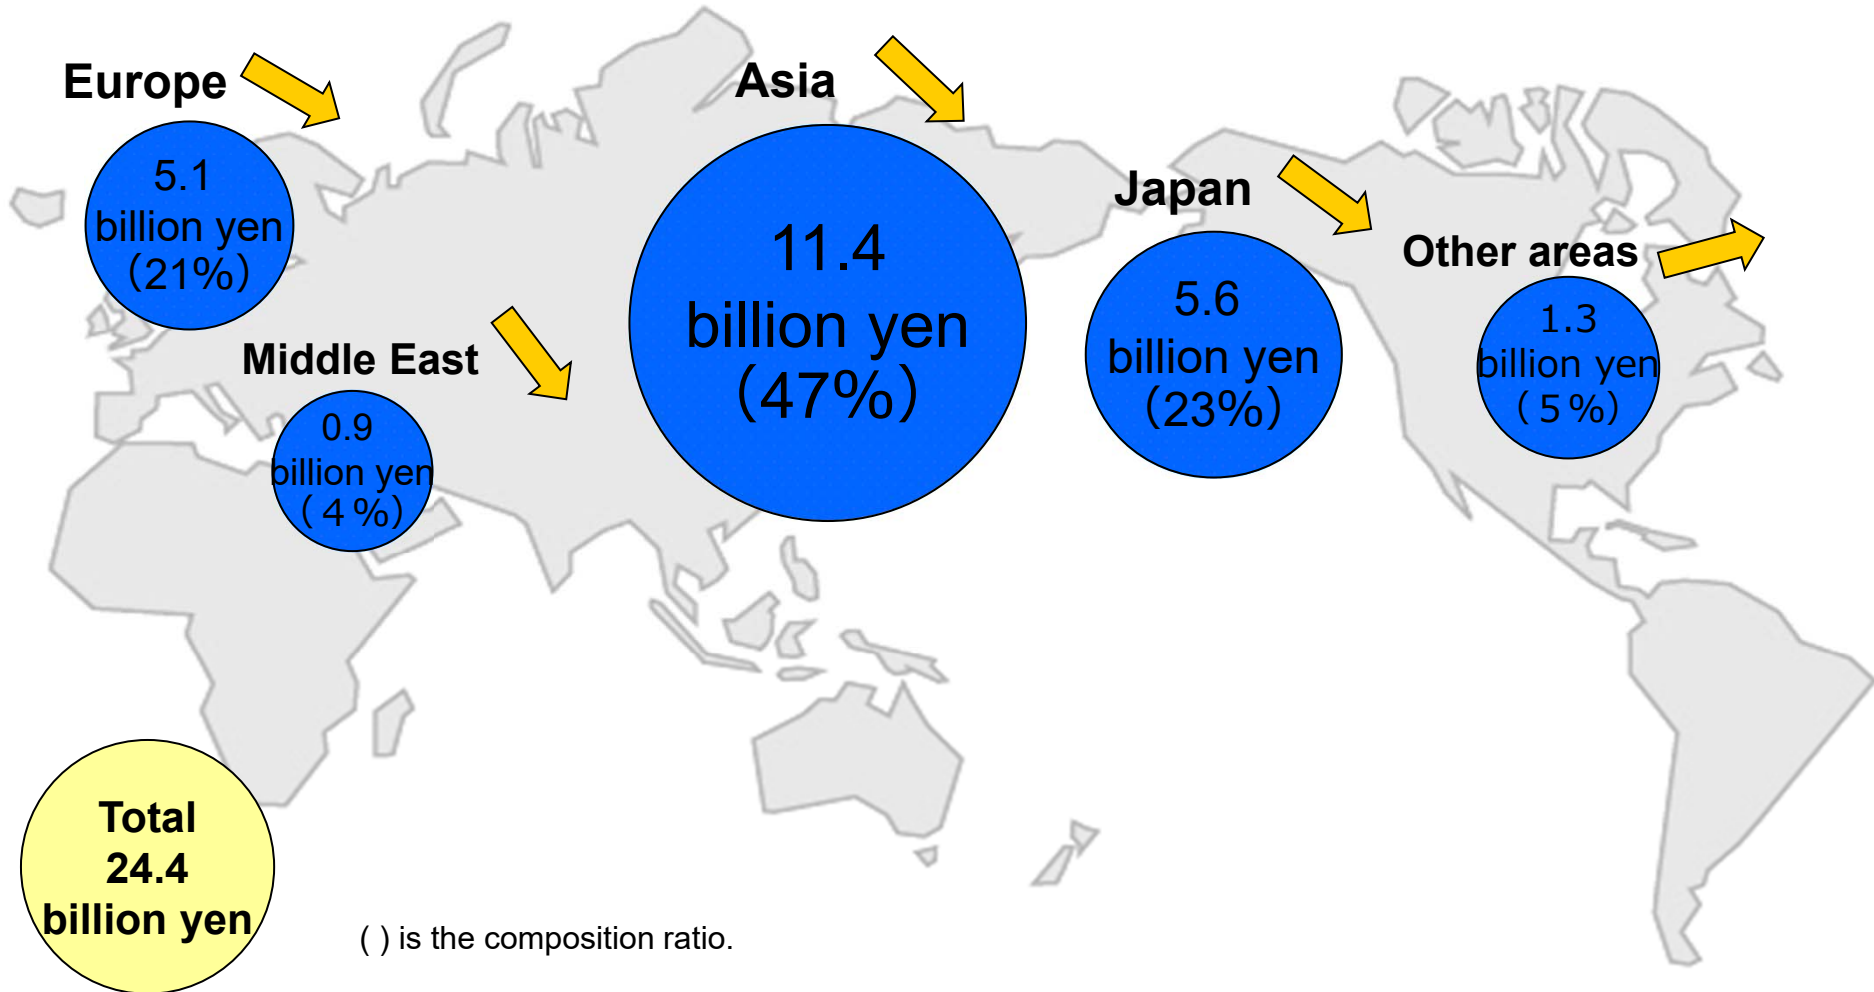 Europe
5.1
billion yen
(21%)
Asia
11.4
billion yen
(47%)
Japan
5.6
billion yen
(23%)
Other areas
1.3
billion yen
(5%)
Middle East
0.9
billion yen
(4%)
Total
24.4
billion yen
( ) is the composition ratio.